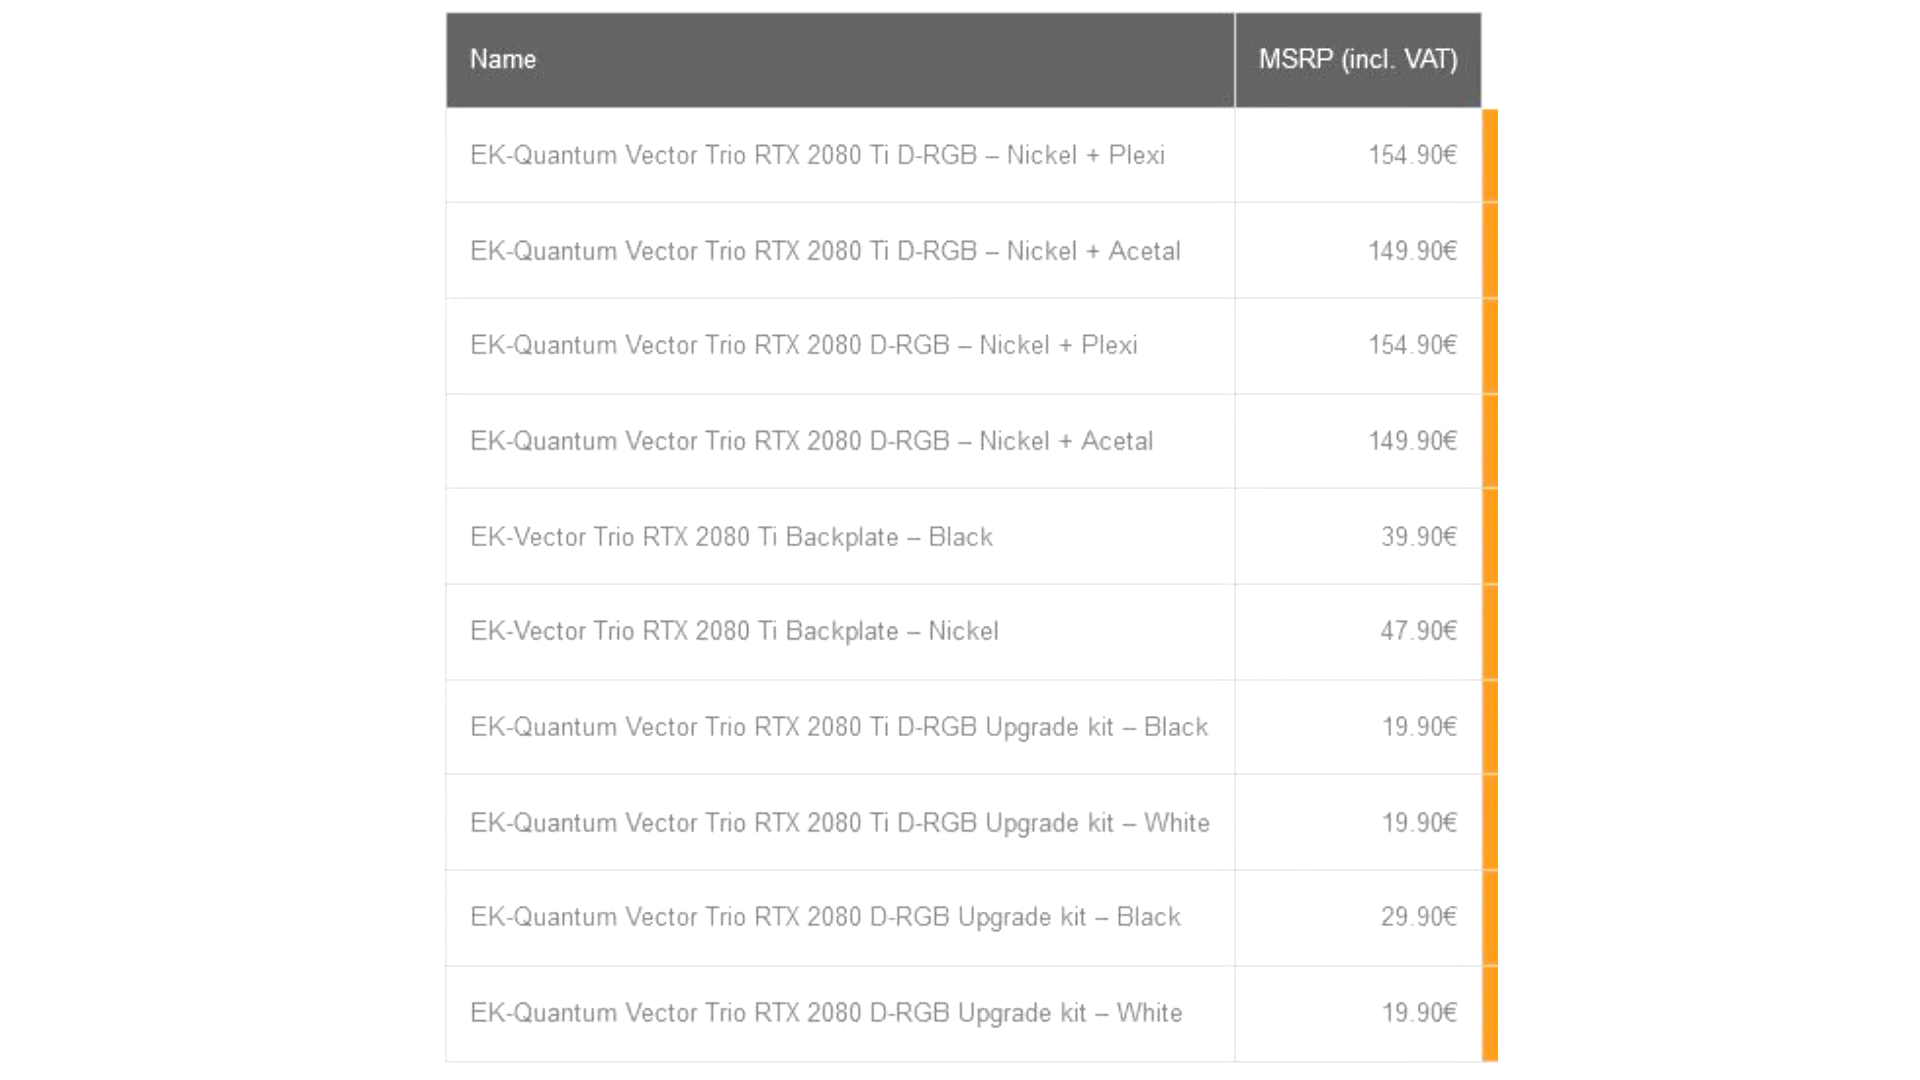 Name MSRP (incl. VAT)
EK-Quantum Vector Trio RTX 2080 Ti D-RGB – Nickel + Plexi 154.90€
EK-Quantum Vector Trio RTX 2080 Ti D-RGB – Nickel + Acetal 149.90€
EK-Quantum Vector Trio RTX 2080 D-RGB – Nickel + Plexi 154.90€
EK-Quantum Vector Trio RTX 2080 D-RGB – Nickel + Acetal 149.90€
EK-Vector Trio RTX 2080 Ti Backplate – Black 39.90€
EK-Vector Trio RTX 2080 Ti Backplate – Nickel 47.90€
EK-Quantum Vector Trio RTX 2080 Ti D-RGB Upgrade kit – Black 19.90€
EK-Quantum Vector Trio RTX 2080 Ti D-RGB Upgrade kit – White 19.90€
EK-Quantum Vector Trio RTX 2080 D-RGB Upgrade kit – Black 29.90€
EK-Quantum Vector Trio RTX 2080 D-RGB Upgrade kit – White 19.90€